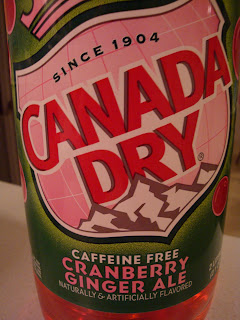 SINCE 1904
CANADA
DRY®
CAFFEINE FREE
CRANBERRY
GINGER ALE
NATURALLY & ARTIFICIALLY FLAVORED